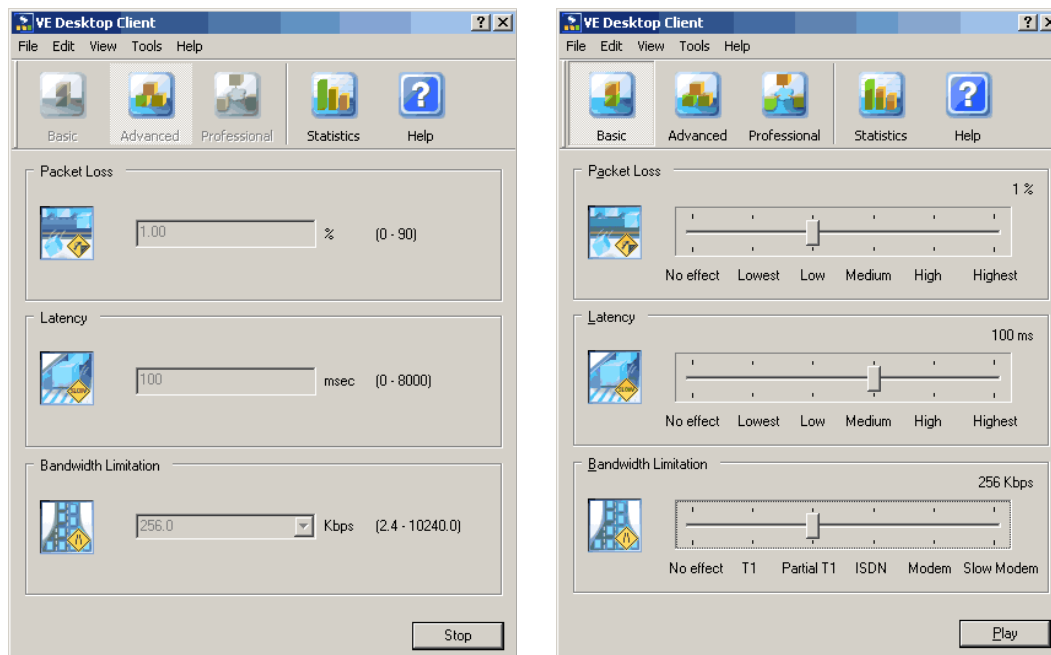 VE Desktop Client
File Edit View Tools Help
Basic Advanced Professional Statistics Help
Packet Loss
1.00 % (0 - 90)
Latency
SLOW
100 msec (0 - 8000)
Bandwidth Limitation
256.0 Kbps (2.4 - 10240.0)
Stop
VE Desktop Client
File Edit View Tools Help
Basic Advanced Professional Statistics Help
Packet Loss
1 %
No effect Lowest Low Medium High Highest
Latency
100 ms
SLOW
No effect Lowest Low Medium High Highest
Bandwidth Limitation
256 Kbps
No effect T1 Partial T1 ISDN Modem Slow Modem
Play